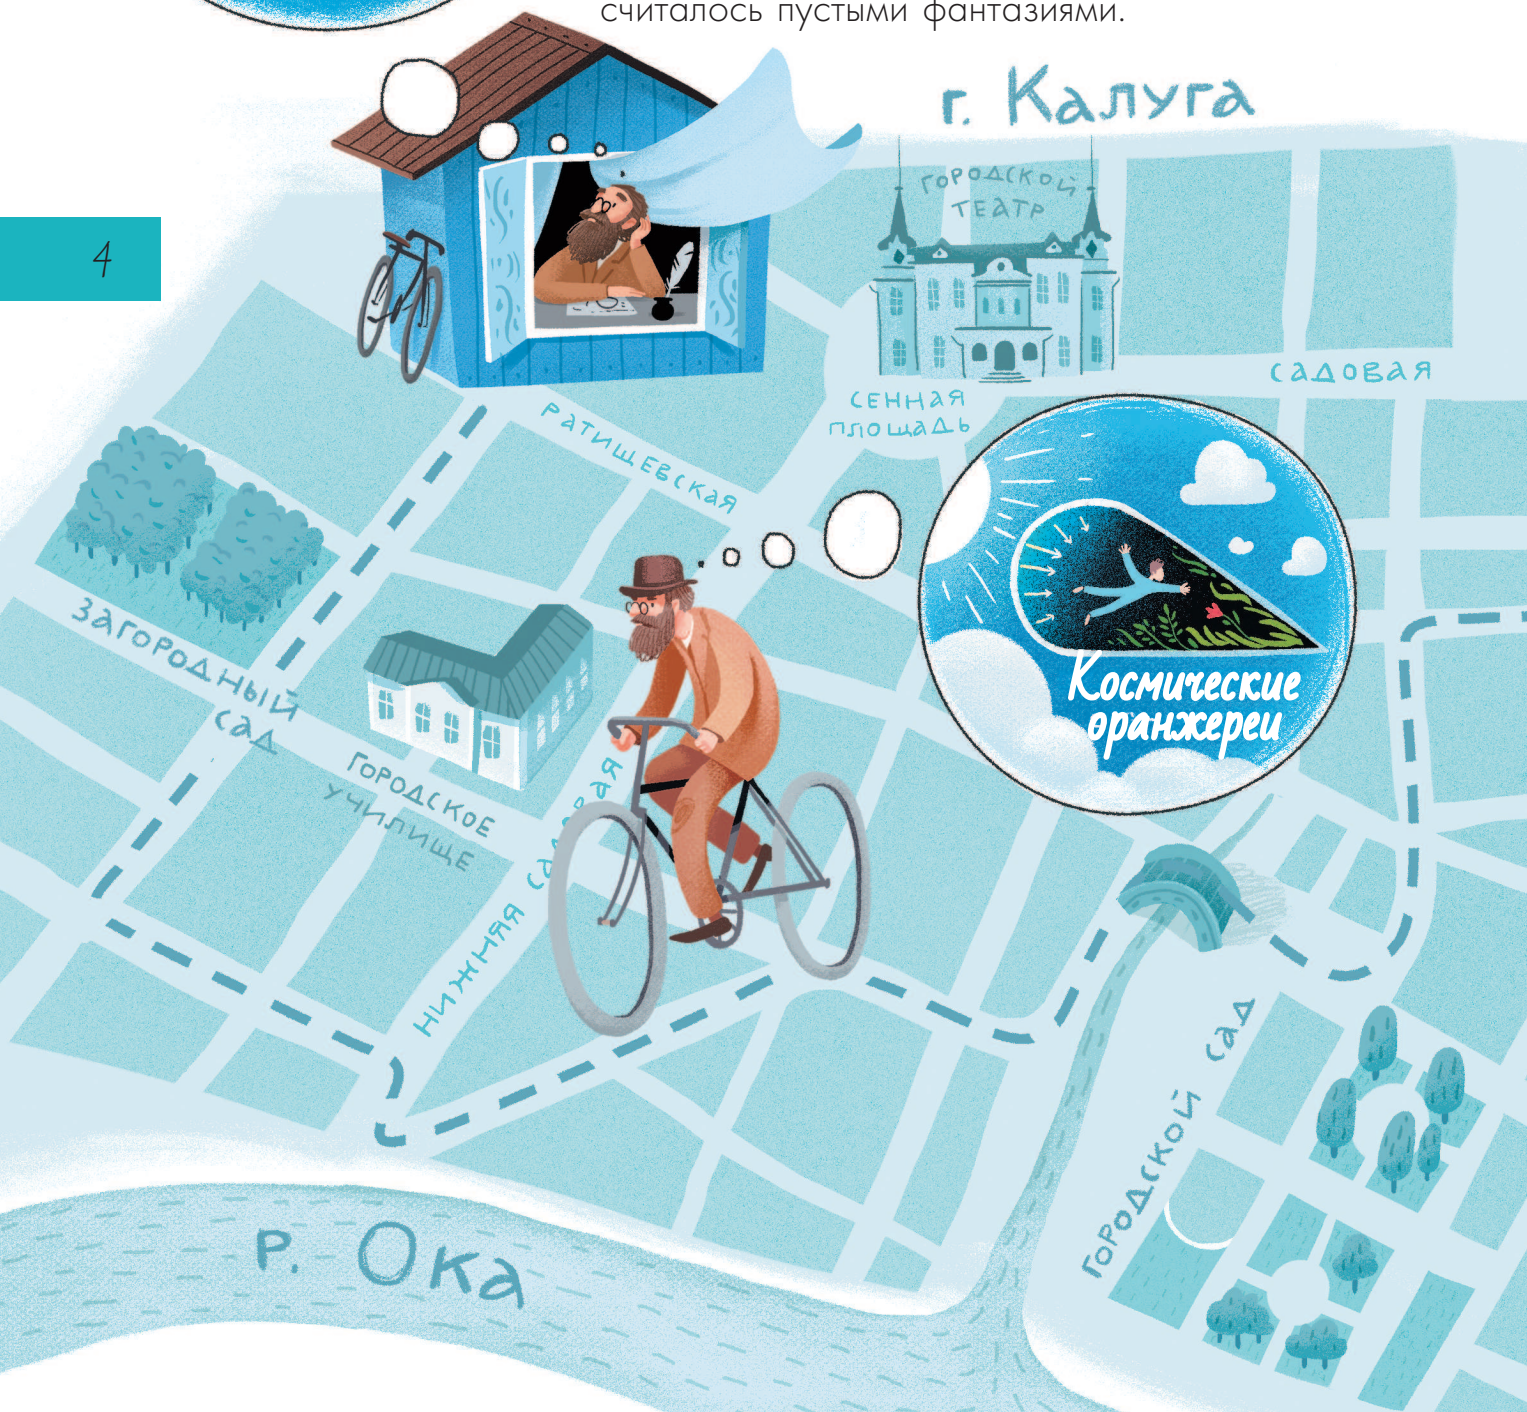 считалось пустыми фантазиями.
г. Калуга
ГОРОДСКОЙ
ТЕАТР
4
САДОВАЯ
СЕННАЯ
ПЛОЩАДЬ
РАТИЩЕВСКАЯ
ЗАГОРОДНЫЙ
САД
Космические
оранжереи
ГОРОДСКОЕ
УЧИЛИЩЕ
НИЖНЯЯ САДОВАЯ
ГОРОДСКОЙ САД
р. Ока